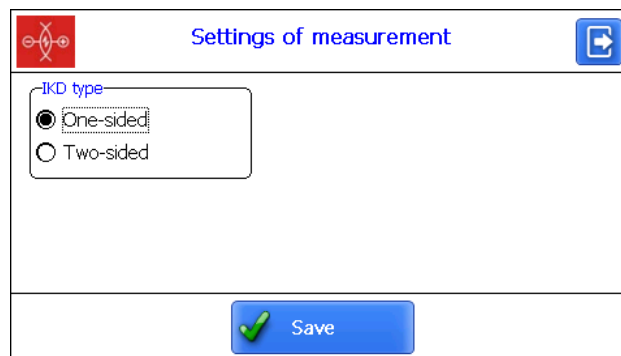 Settings of measurement
IKD type
One-sided
Two-sided
Save